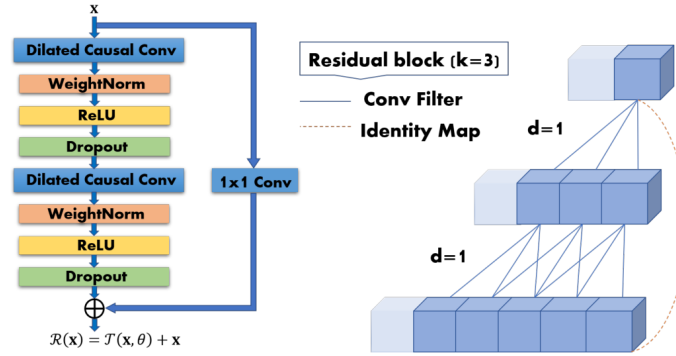 x
Dilated Causal Conv
WeightNorm
ReLU
Dropout
Dilated Causal Conv
WeightNorm
ReLU
Dropout
ℛ(x) = 𝒯(x, θ) + x
1x1 Conv
Residual block (k=3)
Conv Filter
Identity Map
d=1
d=1